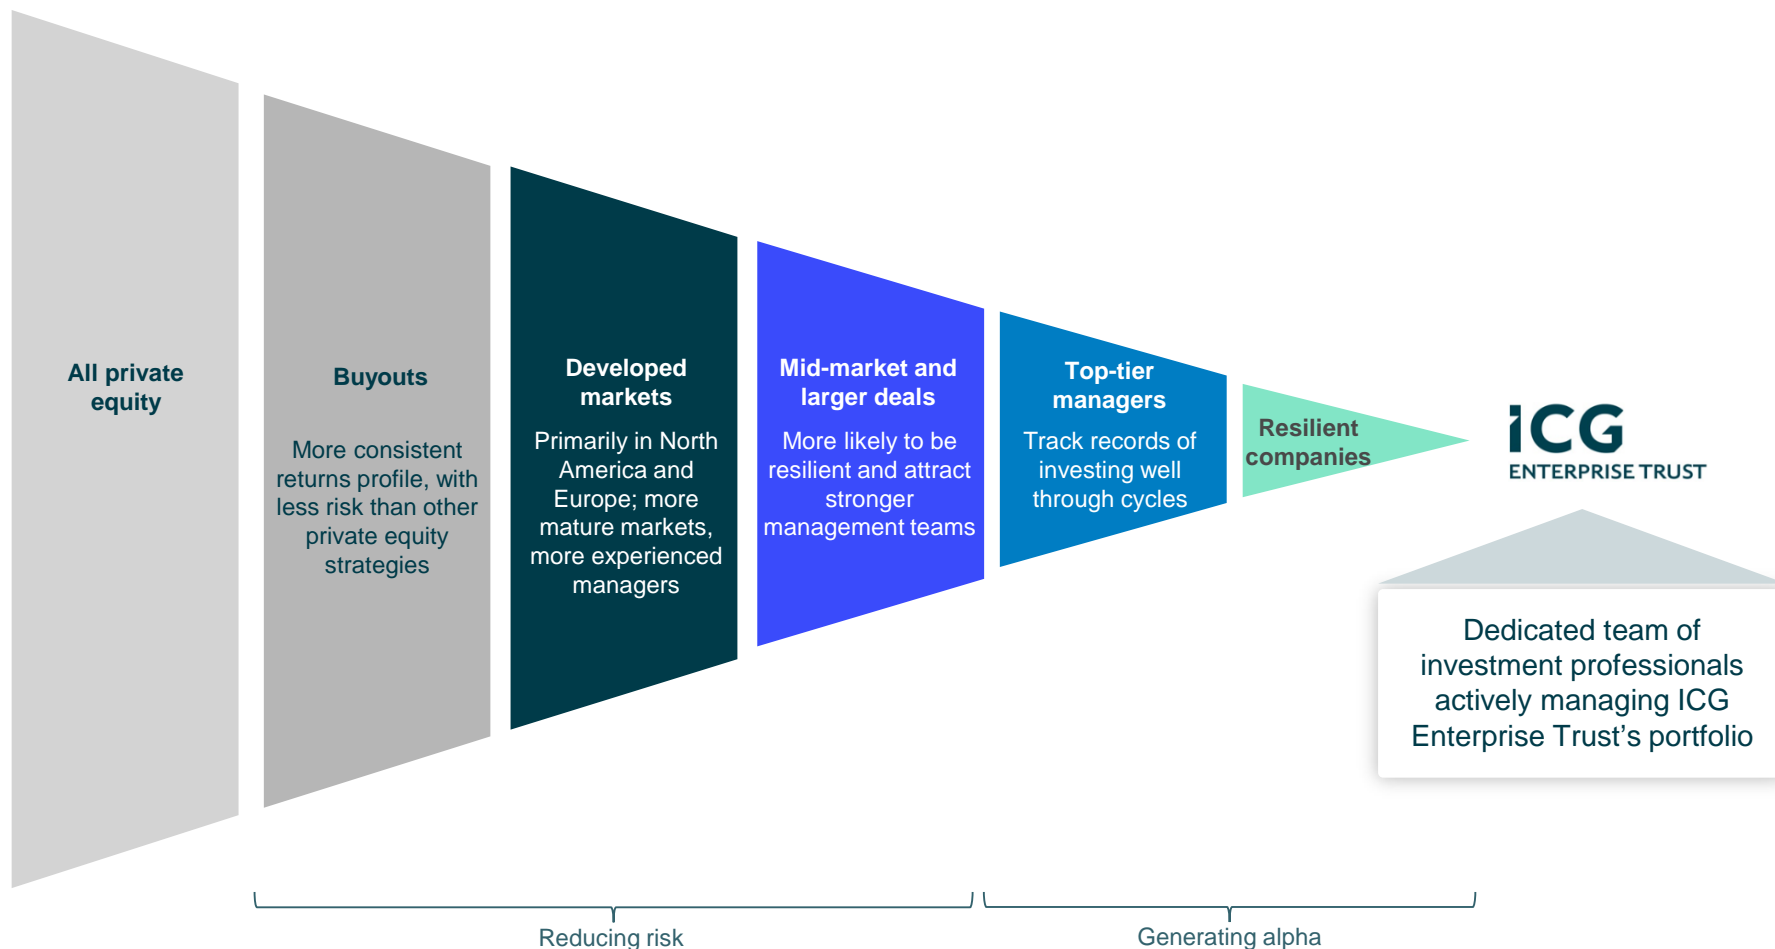 All private
equity
Buyouts
More consistent
returns profile, with
less risk than other
private equity
strategies
Developed
markets
Primarily in North
America and
Europe; more
mature markets,
more experienced
managers
Mid-market and
larger deals
More likely to be
resilient and attract
stronger
management teams
Top-tier
managers
Track records of
investing well
through cycles
Resilient
companies
ICG
ENTERPRISE TRUST
Dedicated team of
investment professionals
actively managing ICG
Enterprise Trust’s portfolio
Reducing risk
Generating alpha